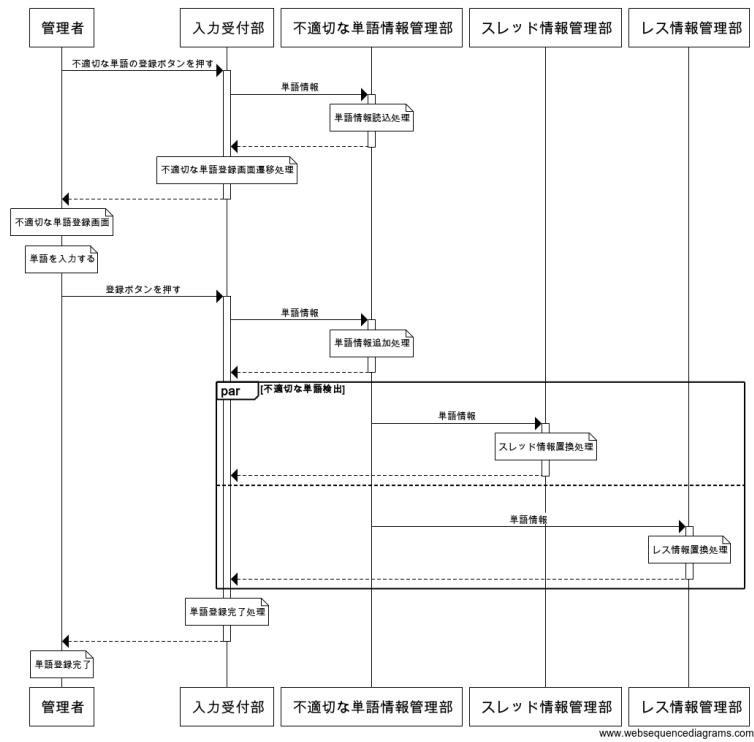 管理者
入力受付部
不適切な単語情報管理部
スレッド情報管理部
レス情報管理部
不適切な単語の登録ボタンを押す
単語情報
単語情報読込処理
不適切な単語登録画面遷移処理
不適切な単語登録画面
単語を入力する
登録ボタンを押す
単語情報
単語情報追加処理
par
[不適切な単語検出]
単語情報
スレッド情報置換処理
単語情報
レス情報置換処理
単語登録完了処理
単語登録完了
管理者
入力受付部
不適切な単語情報管理部
スレッド情報管理部
レス情報管理部
www.websequencediagrams.com